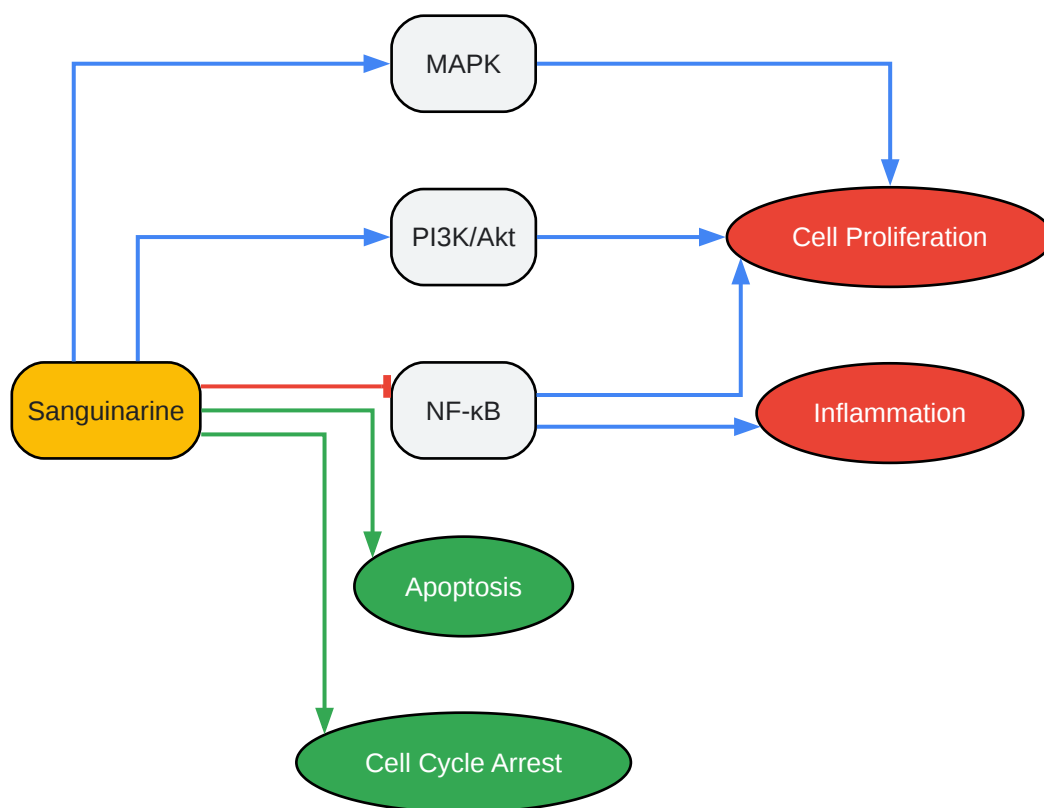 MAPK
PI3K/Akt
Cell Proliferation
Sanguinarine
NF-κB
Inflammation
Apoptosis
Cell Cycle Arrest